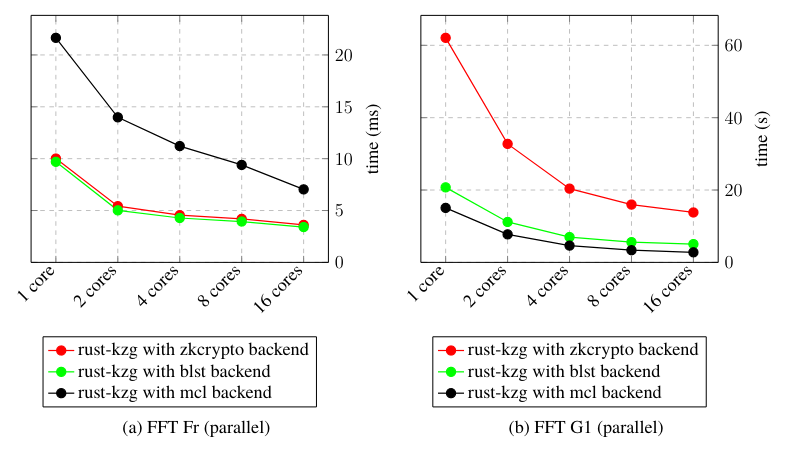 20
15
10
5
0
time (ms)
1 core
2 cores
4 cores
8 cores
16 cores
rust-kzg with zkcrypto backend
rust-kzg with blst backend
rust-kzg with mcl backend
(a) FFT Fr (parallel)
60
40
20
0
time (s)
1 core
2 cores
4 cores
8 cores
16 cores
rust-kzg with zkcrypto backend
rust-kzg with blst backend
rust-kzg with mcl backend
(b) FFT G1 (parallel)